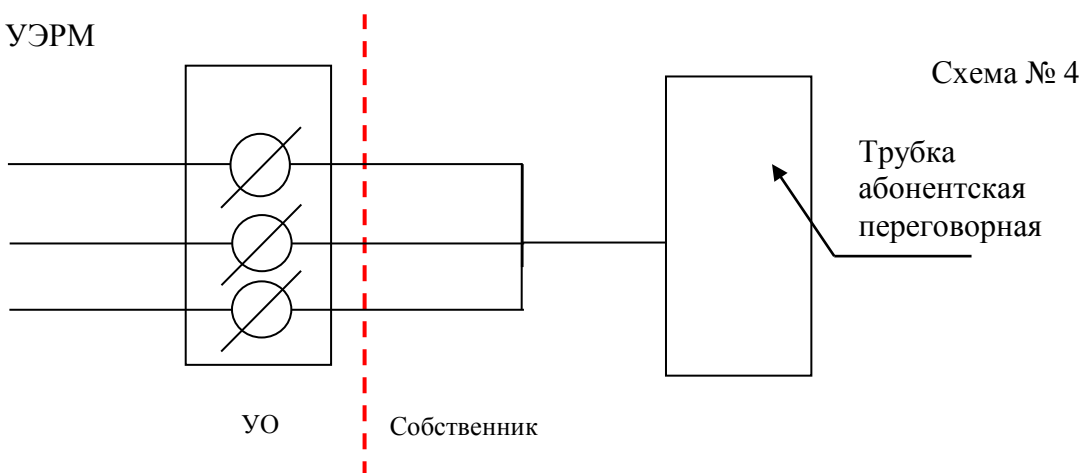 УЭРМ
Схема № 4
Трубка
абонентская
переговорная
УО
Собственник